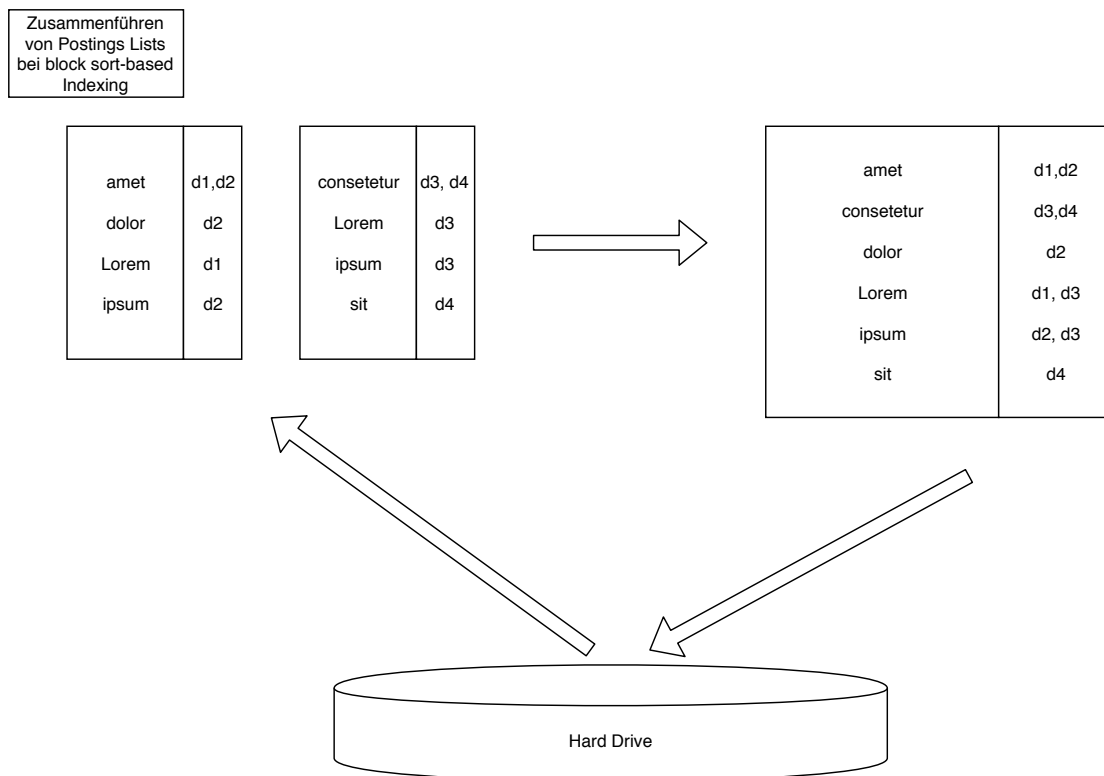 Zusammenführen
von Postings Lists
bei block sort-based
Indexing
amet d1,d2
dolor d2
Lorem d1
ipsum d2
consetetur d3, d4
Lorem d3
ipsum d3
sit d4
amet d1,d2
consetetur d3,d4
dolor d2
Lorem d1, d3
ipsum d2, d3
sit d4
Hard Drive